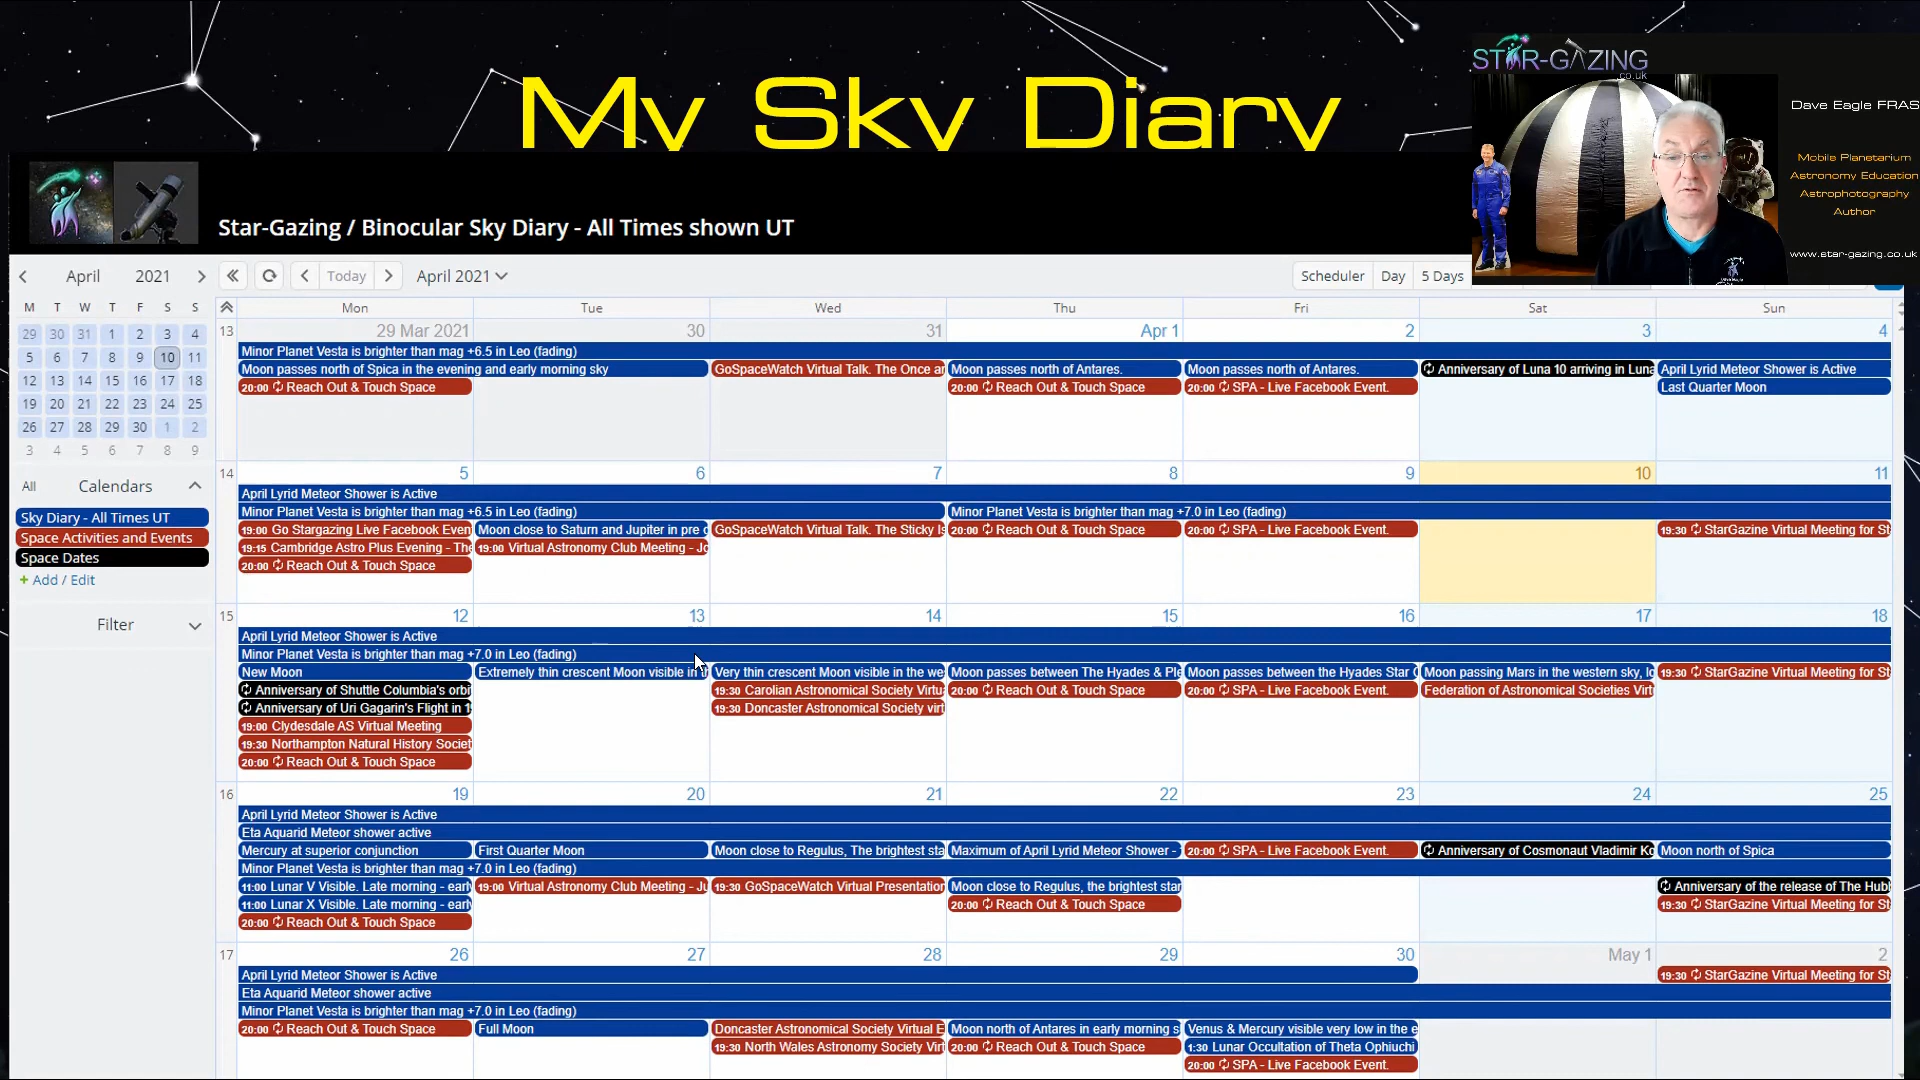 My Sky Diary
STAR-GAZING
.co.uk
Dave Eagle FRAS
Mobile Planetarium
Astronomy Education
Astrophotography
Author
www.star-gazing.co.uk
Star-Gazing / Binocular Sky Diary - All Times shown UT
April 2021
Today
April 2021
Scheduler Day 5 Days
M T W T F S S
29 30 31 1 2 3 4
5 6 7 8 9 10 11
12 13 14 15 16 17 18
19 20 21 22 23 24 25
26 27 28 29 30 1 2
3 4 5 6 7 8 9
All Calendars
Sky Diary - All Times UT
Space Activities and Events
Space Dates
+ Add / Edit
Filter
Mon Tue Wed Thu Fri Sat Sun
13 29 Mar 2021 30 31 Apr 1 2 3 4
Minor Planet Vesta is brighter than mag +6.5 in Leo (fading)
Moon passes north of Spica in the evening and early morning sky
GoSpaceWatch Virtual Talk. The Once ar
Moon passes north of Antares.
Moon passes north of Antares.
Anniversary of Luna 10 arriving in Luna
April Lyrid Meteor Shower is Active
20:00 Reach Out & Touch Space
20:00 Reach Out & Touch Space
20:00 SPA - Live Facebook Event.
Last Quarter Moon
14 5 6 7 8 9 10 11
April Lyrid Meteor Shower is Active
Minor Planet Vesta is brighter than mag +6.5 in Leo (fading)
Minor Planet Vesta is brighter than mag +7.0 in Leo (fading)
19:00 Go Stargazing Live Facebook Even
Moon close to Saturn and Jupiter in pre
GoSpaceWatch Virtual Talk. The Sticky
20:00 Reach Out & Touch Space
20:00 SPA - Live Facebook Event.
19:30 StarGazine Virtual Meeting for St
19:15 Cambridge Astro Plus Evening - The
19:00 Virtual Astronomy Club Meeting - Jo
20:00 Reach Out & Touch Space
15 12 13 14 15 16 17 18
April Lyrid Meteor Shower is Active
Minor Planet Vesta is brighter than mag +7.0 in Leo (fading)
New Moon
Extremely thin crescent Moon visible in
Very thin crescent Moon visible in the we
Moon passes between The Hyades & Ple
Moon passes between the Hyades Star
Moon passing Mars in the western sky, lo
19:30 StarGazine Virtual Meeting for St
Anniversary of Shuttle Columbia's orbi
19:30 Carolian Astronomical Society Virtu
20:00 Reach Out & Touch Space
20:00 SPA - Live Facebook Event.
Federation of Astronomical Societies Virt
Anniversary of Uri Gagarin's Flight in 1
19:30 Doncaster Astronomical Society virt
19:00 Clydesdale AS Virtual Meeting
19:30 Northampton Natural History Societ
20:00 Reach Out & Touch Space
16 19 20 21 22 23 24 25
April Lyrid Meteor Shower is Active
Eta Aquarid Meteor shower active
Mercury at superior conjunction
First Quarter Moon
Moon close to Regulus, The brightest sta
Maximum of April Lyrid Meteor Shower -
20:00 SPA - Live Facebook Event.
Anniversary of Cosmonaut Vladimir Ko
Moon north of Spica
Minor Planet Vesta is brighter than mag +7.0 in Leo (fading)
11:00 Lunar V Visible. Late morning - earl
19:00 Virtual Astronomy Club Meeting - Ju
19:30 GoSpaceWatch Virtual Presentation
Moon close to Regulus, the brightest star
Anniversary of the release of The Hub
11:00 Lunar X Visible. Late morning - earl
20:00 Reach Out & Touch Space
19:30 StarGazine Virtual Meeting for St
20:00 Reach Out & Touch Space
17 26 27 28 29 30 May 1 2
April Lyrid Meteor Shower is Active
19:30 StarGazine Virtual Meeting for St
Eta Aquarid Meteor shower active
Minor Planet Vesta is brighter than mag +7.0 in Leo (fading)
20:00 Reach Out & Touch Space
Full Moon
Doncaster Astronomical Society Virtual E
Moon north of Antares in early morning s
Venus & Mercury visible very low in the e
19:30 North Wales Astronomy Society Virt
20:00 Reach Out & Touch Space
1:30 Lunar Occultation of Theta Ophiuchi
20:00 SPA - Live Facebook Event.